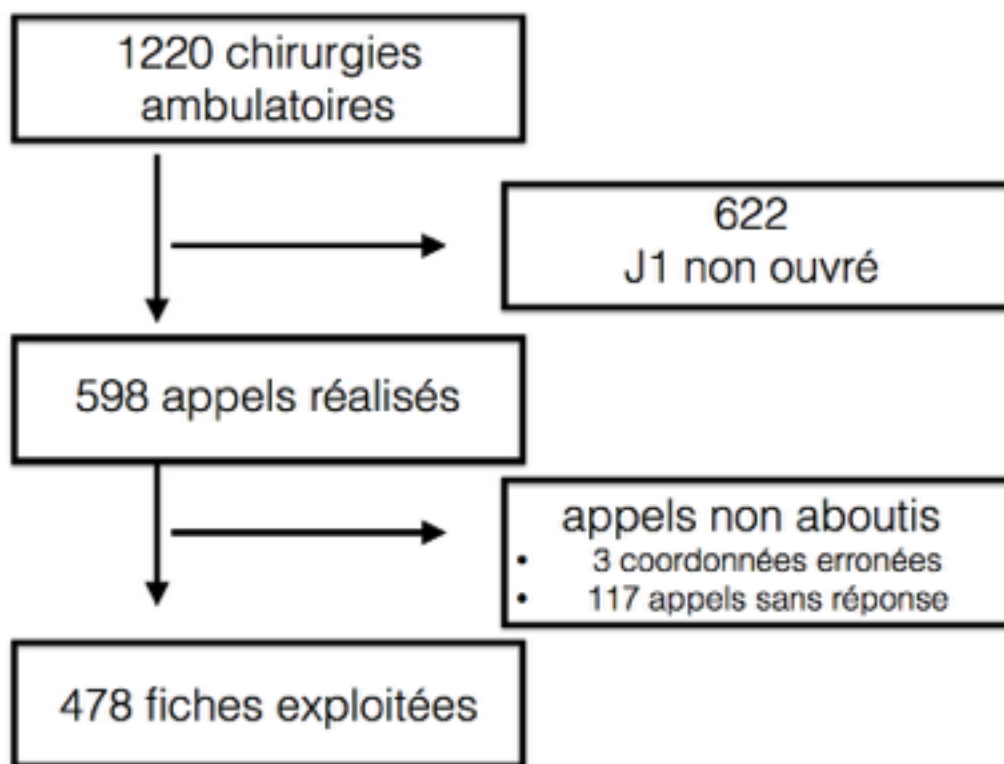 1220 chirurgies
ambulatoires
622
J1 non ouvré
598 appels réalisés
appels non aboutis
• 3 coordonnées erronées
• 117 appels sans réponse
478 fiches exploitées